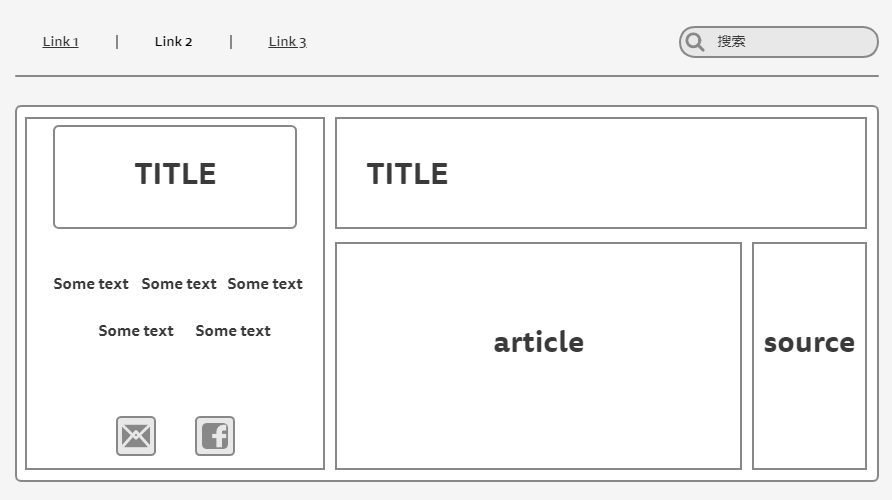 Link 1 | Link 2 | Link 3 搜索
TITLE
Some text Some text Some text
Some text Some text
TITLE
article
source